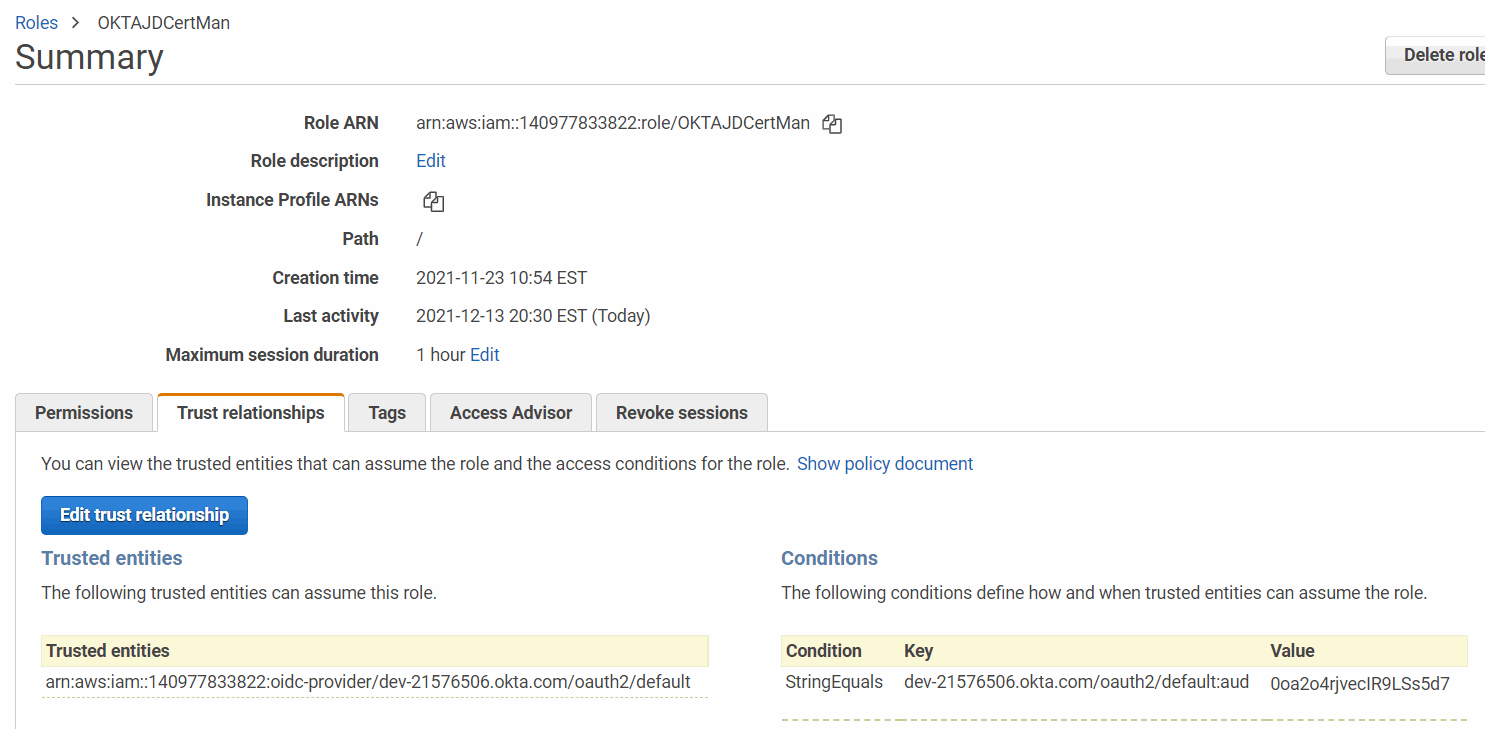 Roles > OKTAJDCertMan
Summary
Delete role
Role ARN arn:aws:iam::140977833822:role/OKTAJDCertMan
Role description Edit
Instance Profile ARNs
Path /
Creation time 2021-11-23 10:54 EST
Last activity 2021-12-13 20:30 EST (Today)
Maximum session duration 1 hour Edit
Permissions Trust relationships Tags Access Advisor Revoke sessions
You can view the trusted entities that can assume the role and the access conditions for the role. Show policy document
Edit trust relationship
Trusted entities
The following trusted entities can assume this role.
Trusted entities
arn:aws:iam::140977833822:oidc-provider/dev-21576506.okta.com/oauth2/default
Conditions
The following conditions define how and when trusted entities can assume the role.
Condition Key Value
StringEquals dev-21576506.okta.com/oauth2/default:aud 0oa2o4rjvecIR9LSs5d7